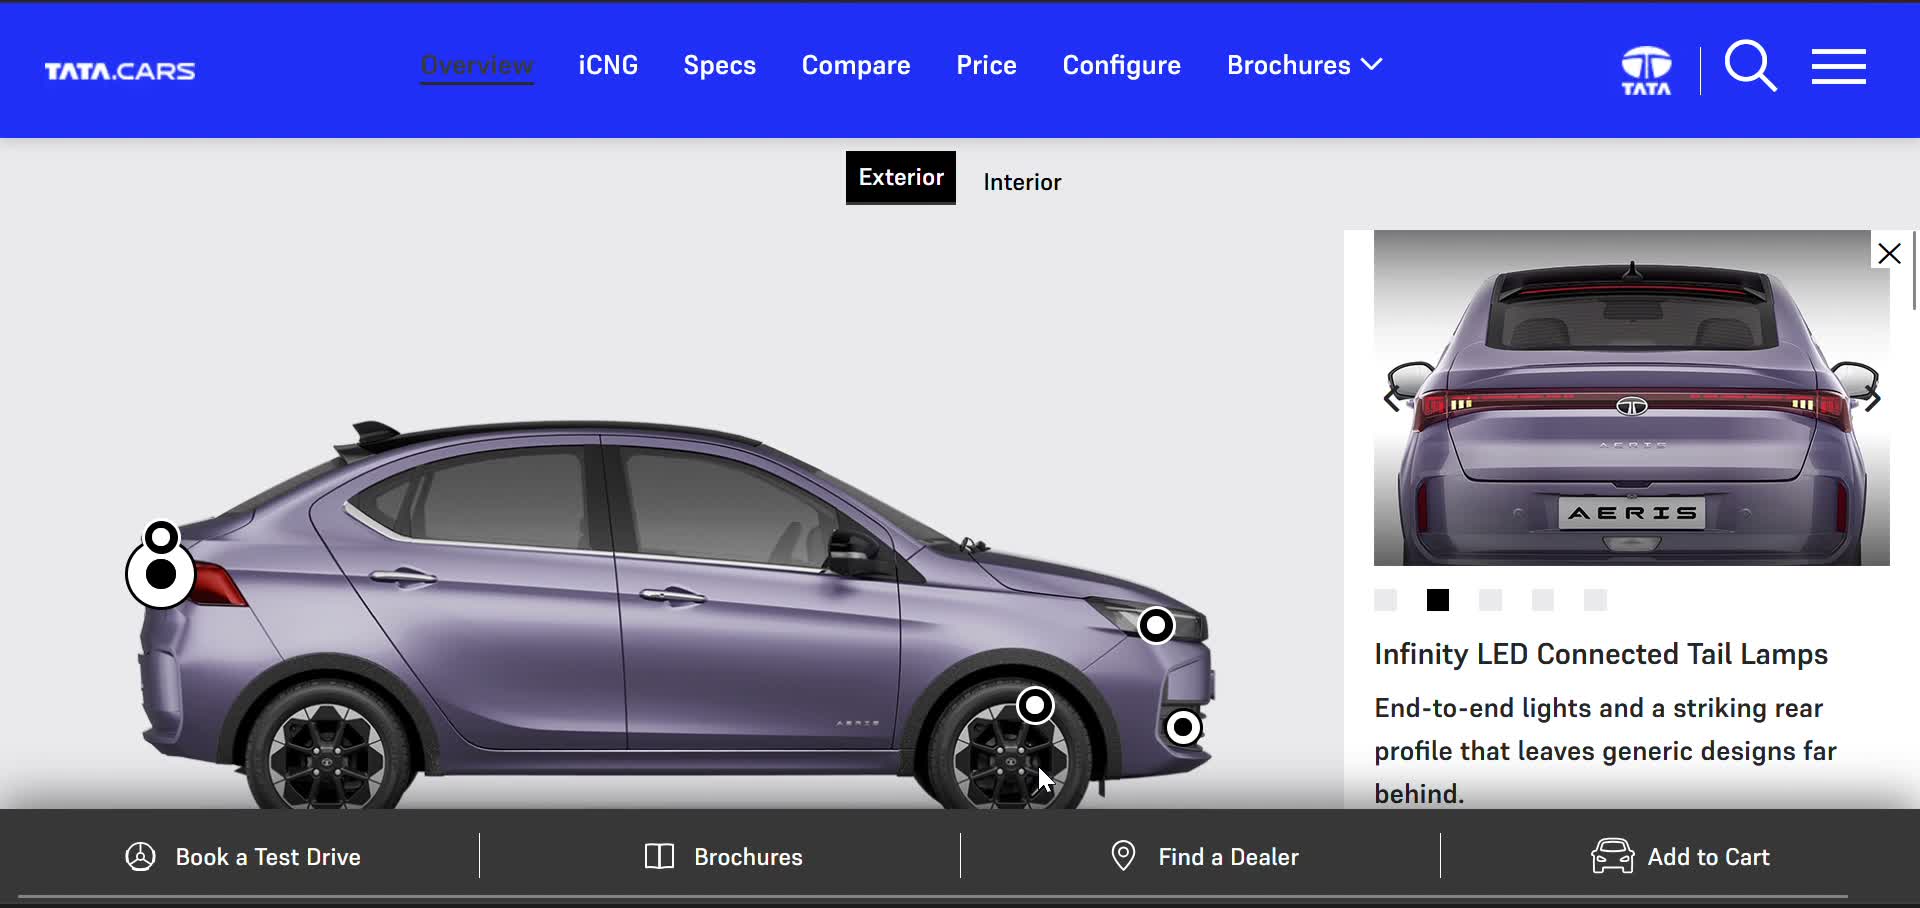 TATA.CARS
Overview
iCNG
Specs
Compare
Price
Configure
Brochures
TATA
Exterior
Interior
AERIS
AERIS
AERIS
Infinity LED Connected Tail Lamps
End-to-end lights and a striking rear
profile that leaves generic designs far
behind.
Book a Test Drive
Brochures
Find a Dealer
Add to Cart